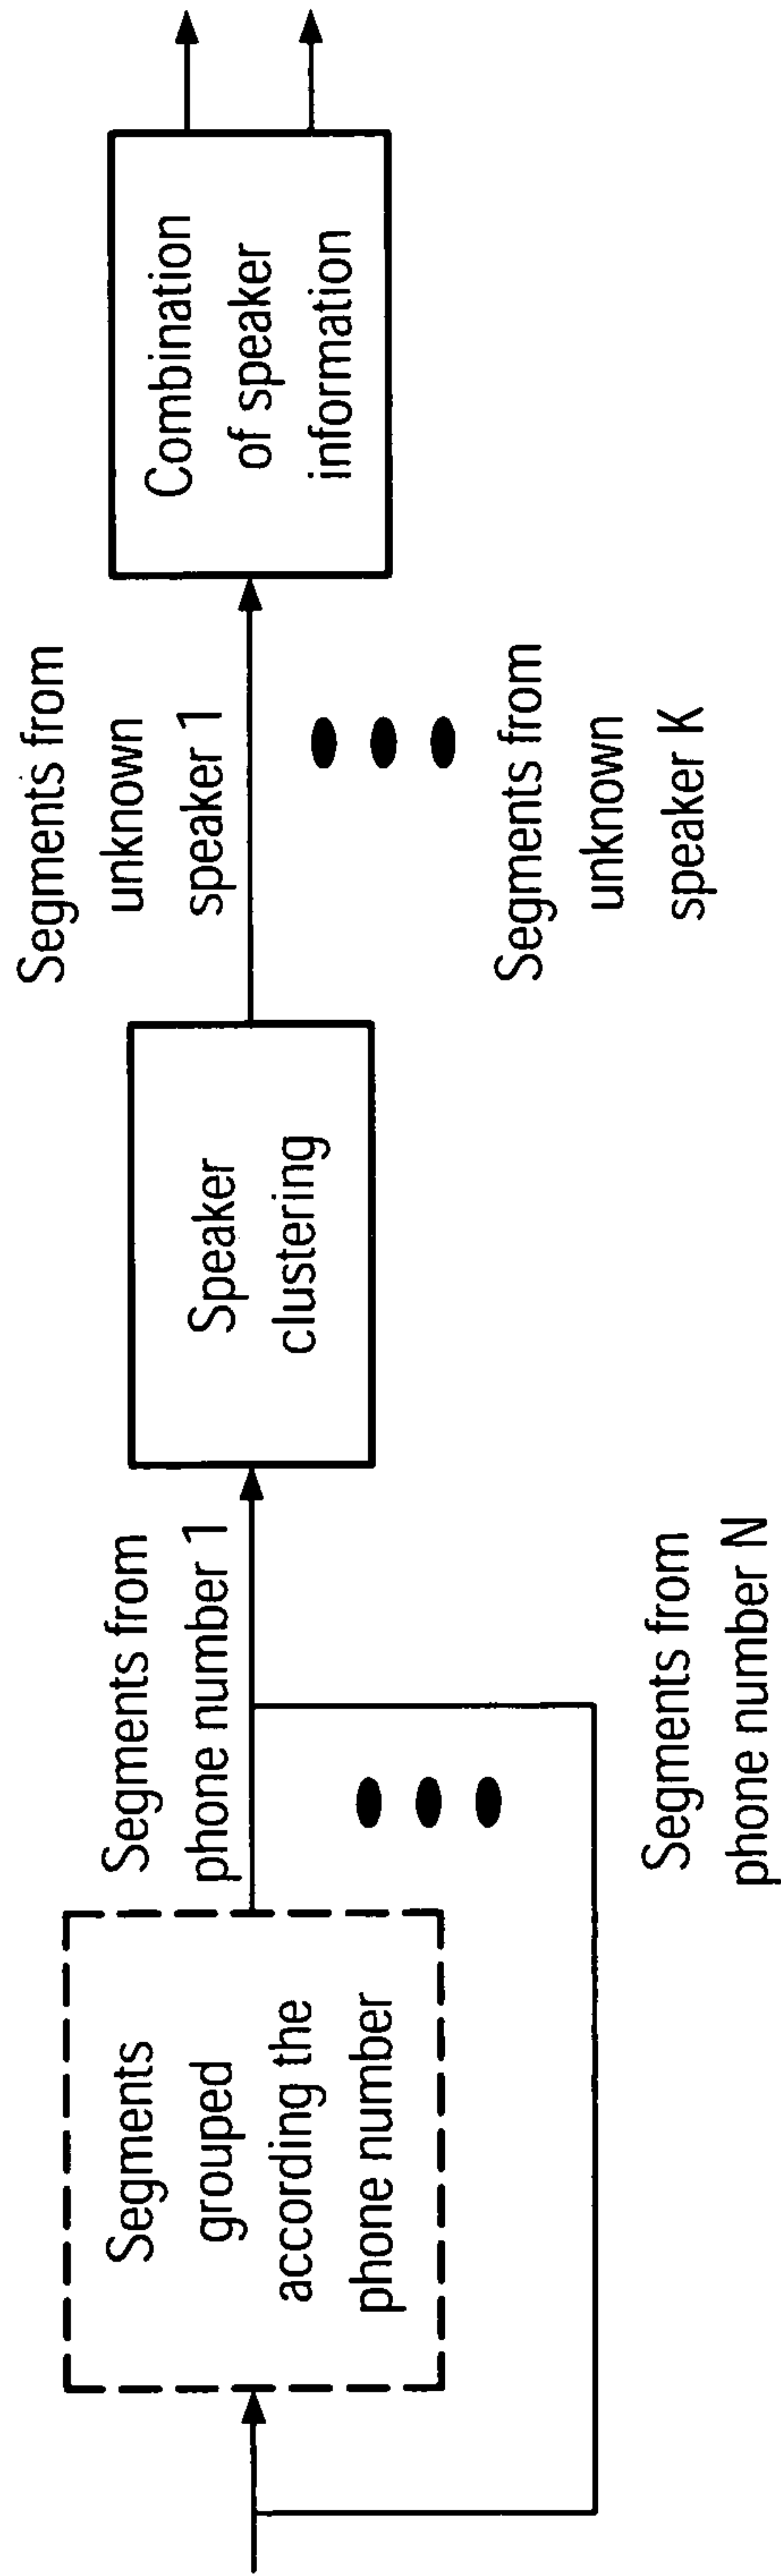 Segments
grouped
according the
phone number
Segments from
phone number 1
Segments from
phone number N
Speaker
clustering
Segments from
unknown
speaker 1
Segments from
unknown
speaker K
Combination
of speaker
information